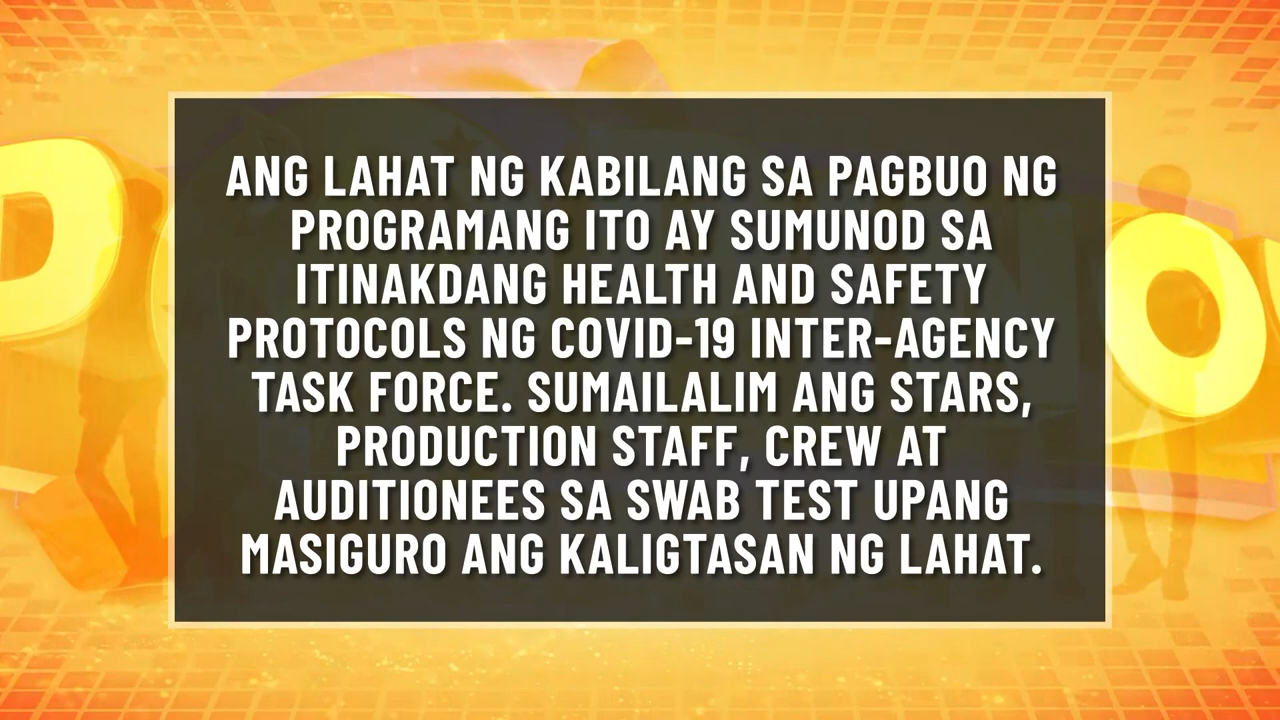 ANG LAHAT NG KABILANG SA PAGBUO NG
PROGRAMANG ITO AY SUMUNOD SA
ITINAKDANG HEALTH AND SAFETY
PROTOCOLS NG COVID-19 INTER-AGENCY
TASK FORCE. SUMAILALIM ANG STARS,
PRODUCTION STAFF, CREW AT
AUDITIONEES SA SWAB TEST UPANG
MASIGURO ANG KALIGTASAN NG LAHAT.